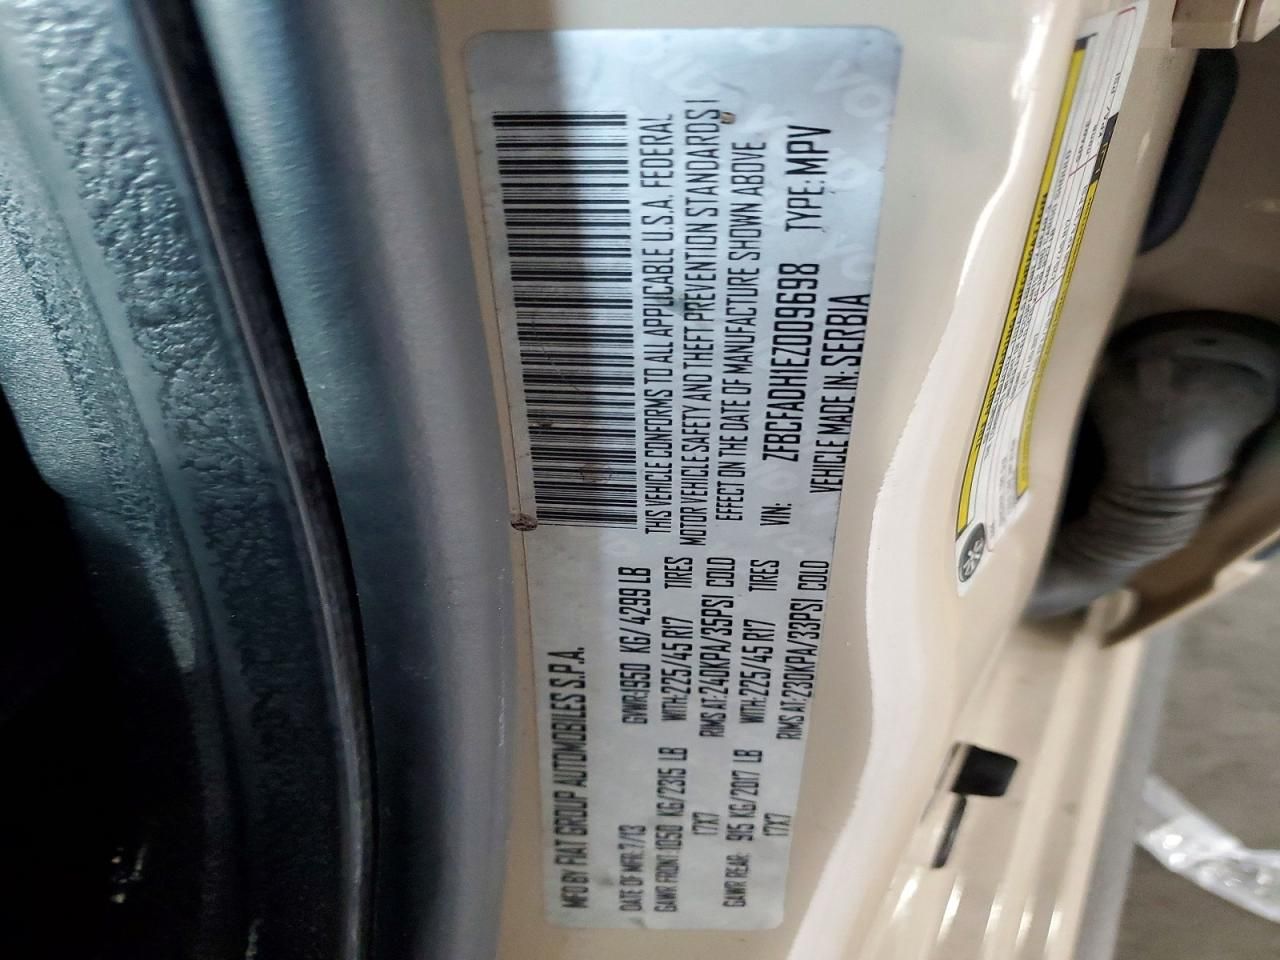 MFD BY FIAT GROUP AUTOMOBILES S.P.A.
DATE OF MFR: 7/13 GVWR: 1950 KG/4299 LB
GAWR FRONT: 1050 KG/2315 LB WITH: 225/45 R17 TIRES
17X7 RIMS AT: 240KPA/35PSI COLD
GAWR REAR: 915 KG/2017 LB WITH: 225/45 R17 TIRES
17X7 RIMS AT: 230KPA/33PSI COLD
THIS VEHICLE CONFORMS TO ALL APPLICABLE U.S.A. FEDERAL
MOTOR VEHICLE SAFETY AND THEFT PREVENTION STANDARDS I
EFFECT ON THE DATE OF MANUFACTURE SHOWN ABOVE
VIN: ZFBCFADH1EZ009698 TYPE: MPV
VEHICLE MADE IN: SERBIA